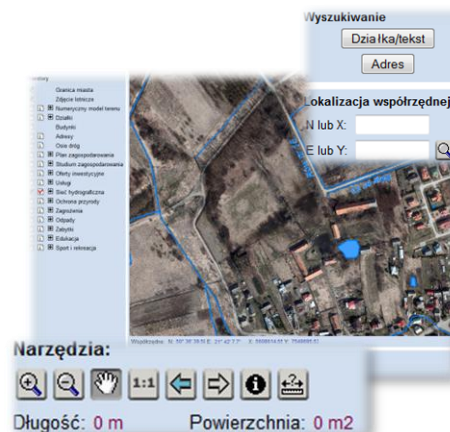 Wyszukiwanie
Działka/tekst
Adres
Lokalizacja współrzędnej
N lub X:
E lub Y:
Granica miasta
Zdjęcie lotnicze
Numeryczny model terenu
Działki
Budynki
Adresy
Osie dróg
Plan zagospodarowania
Studium zagospodarowania
Oferty inwestycyjne
Usługi
Sieć hydrograficzna
Ochrona przyrody
Zagrożenia
Odpady
Zabytki
Edukacja
Sport i rekreacja
Narzędzia:
1:1
Długość: 0 m Powierzchnia: 0 m2